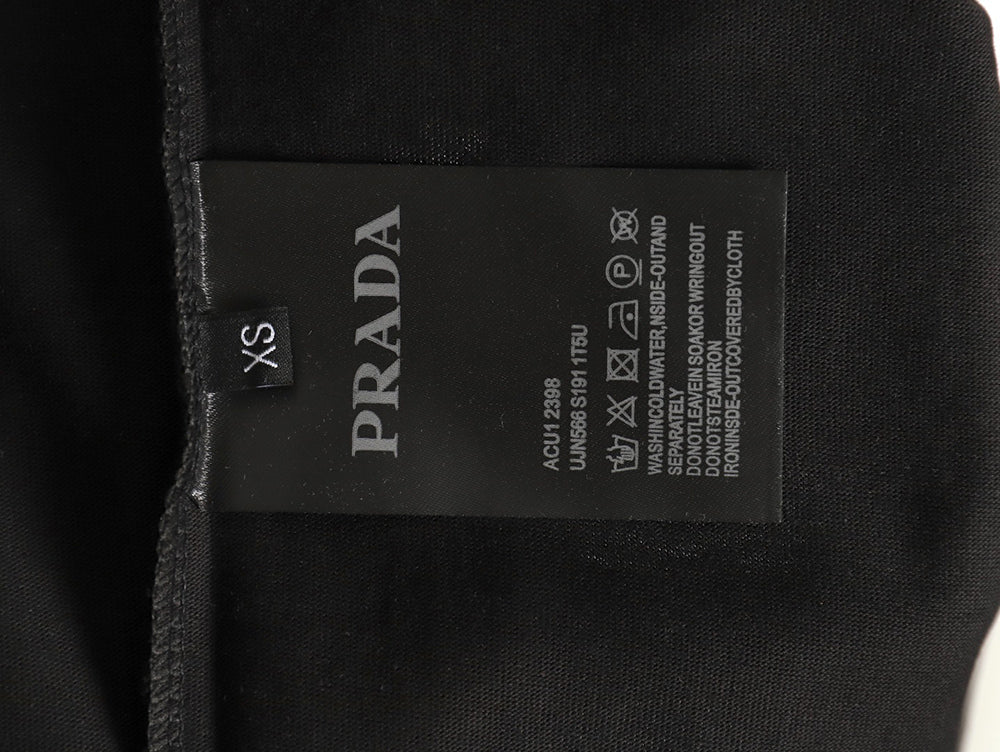 XS
PRADA
ACU1 2398
UJN566 S191 1T5U
WASHINCOLDWATER,NSIDE-OUTAND
SEPARATELY
DONOTLEAVEIN SOAKOR WRINGOUT
DONOTSTEAMIRON
IRONINSDE-OUTCOVEREDBYCLOTH